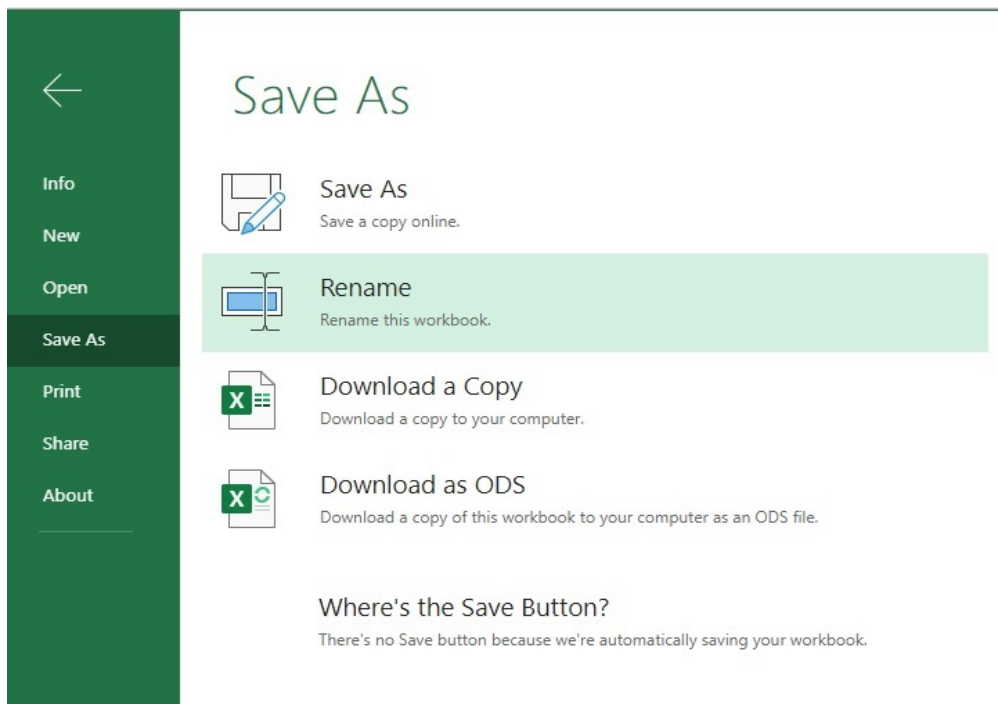 Save As
Info
New
Open
Save As
Print
Share
About
Save As
Save a copy online.
Rename
Rename this workbook.
X
Download a Copy
Download a copy to your computer.
X
Download as ODS
Download a copy of this workbook to your computer as an ODS file.
Where's the Save Button?
There's no Save button because we're automatically saving your workbook.